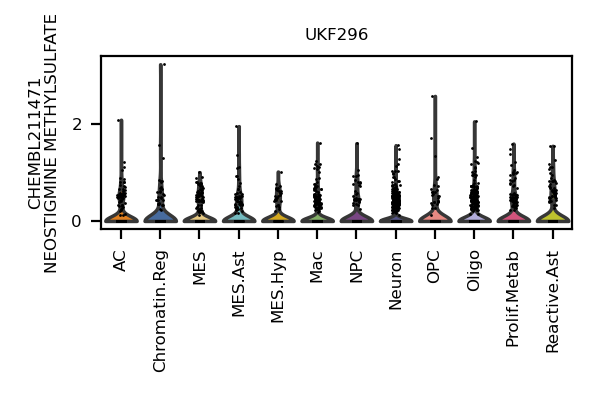 UKF296
CHEMBL211471
NEOSTIGMINE METHYLSULFATE
2
0
AC
Chromatin.Reg
MES
MES.Ast
MES.Hyp
Mac
NPC
Neuron
OPC
Oligo
Prolif.Metab
Reactive.Ast